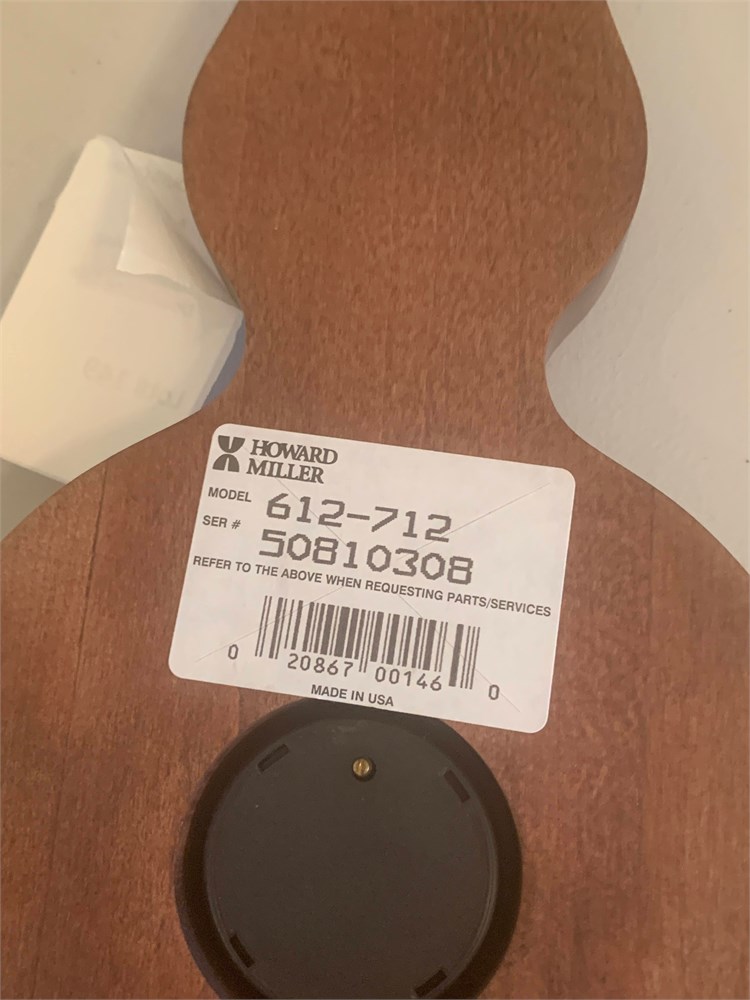 HOWARD
MILLER
MODEL 612-712
SER # 50810308
REFER TO THE ABOVE WHEN REQUESTING PARTS/SERVICES
0 20867 00146 0
MADE IN USA